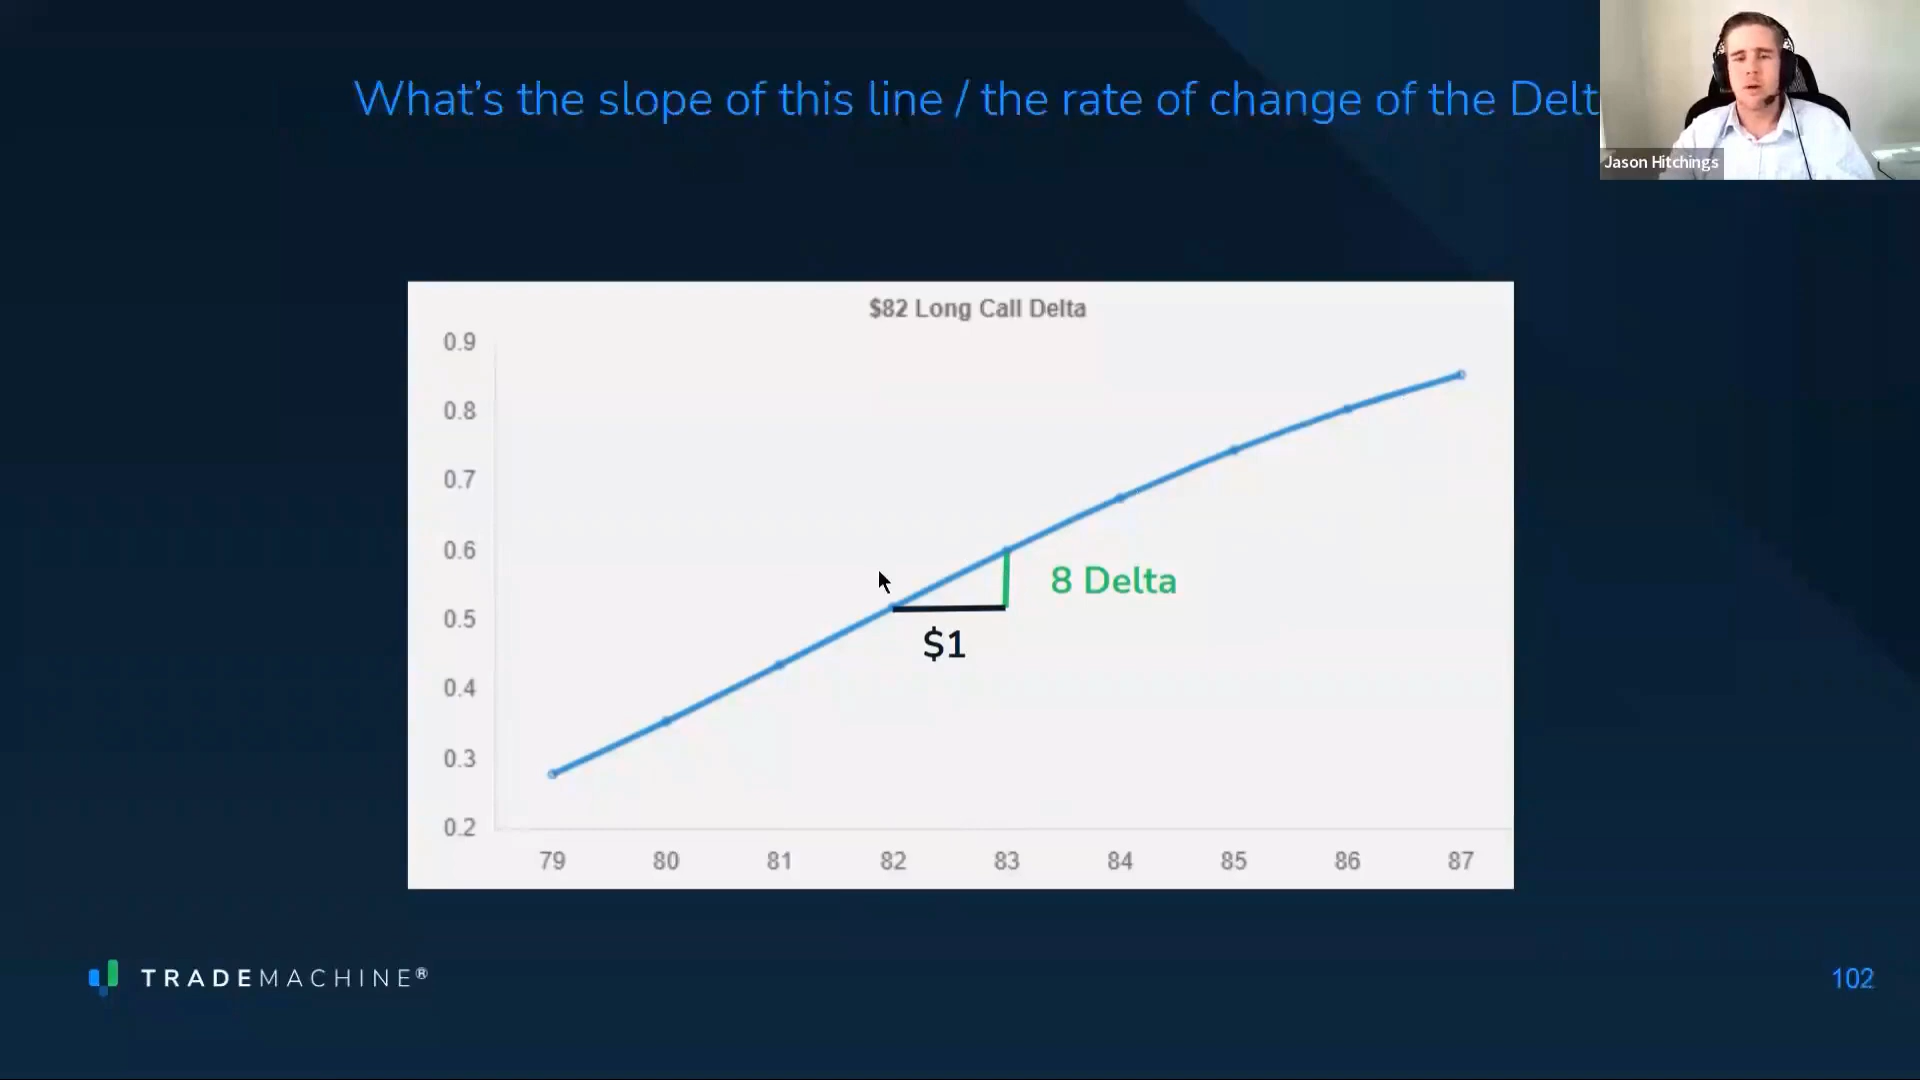 What's the slope of this line / the rate of change of the Delt
Jason Hitchings
$82 Long Call Delta
0.9
0.8
0.7
0.6
0.5
0.4
0.3
0.2
8 Delta
$1
79 80 81 82 83 84 85 86 87
TRADEMACHINE®
102